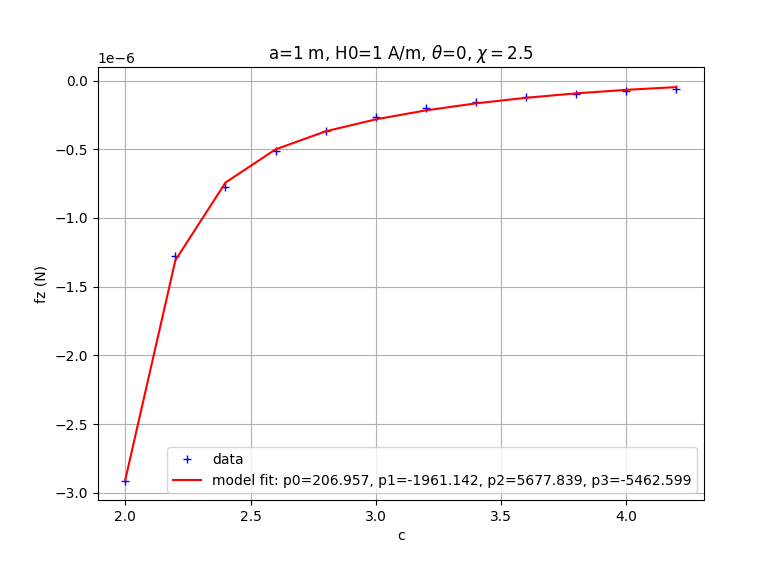 a=1 m, H0=1 A/m, θ=0, χ = 2.5
1e−6
0.0
−0.5
−1.0
−1.5
−2.0
−2.5
−3.0
fz (N)
data
model fit: p0=206.957, p1=-1961.142, p2=5677.839, p3=-5462.599
2.0 2.5 3.0 3.5 4.0
c